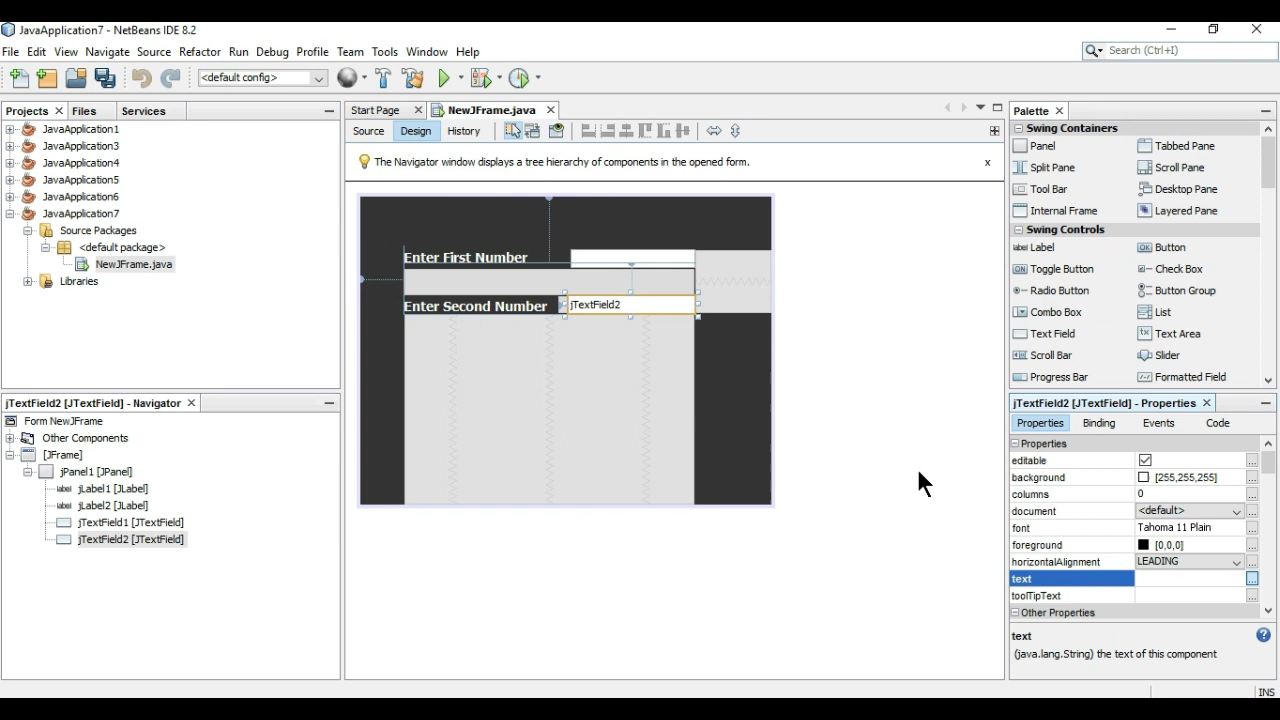 JavaApplication7 - NetBeans IDE 8.2
File Edit View Navigate Source Refactor Run Debug Profile Team Tools Window Help
Search (Ctrl+I)
<default config>
Projects Files Services
JavaApplication1
JavaApplication3
JavaApplication4
JavaApplication5
JavaApplication6
JavaApplication7
Source Packages
<default package>
NewJFrame.java
Libraries
jTextField2 [JTextField] - Navigator
Form NewJFrame
Other Components
[JFrame]
jPanel1 [JPanel]
label jLabel1 [JLabel]
label jLabel2 [JLabel]
jTextField1 [JTextField]
jTextField2 [JTextField]
Start Page NewJFrame.java
Source Design History
The Navigator window displays a tree hierarchy of components in the opened form. x
Enter First Number
Enter Second Number jTextField2
Palette
Swing Containers
Panel Tabbed Pane
Split Pane Scroll Pane
Tool Bar Desktop Pane
Internal Frame Layered Pane
Swing Controls
label Label OK Button
ON Toggle Button Check Box
Radio Button Button Group
Combo Box List
Text Field Text Area
Scroll Bar Slider
Progress Bar Formatted Field
jTextField2 [JTextField] - Properties
Properties Binding Events Code
Properties
editable ...
background [255,255,255] ...
columns 0 ...
document <default> ...
font Tahoma 11 Plain ...
foreground [0,0,0] ...
horizontalAlignment LEADING ...
text ...
toolTipText ...
Other Properties
text
(java.lang.String) the text of this component
INS